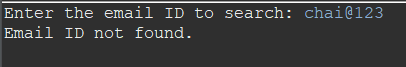 Enter the email ID to search: chai@123
Email ID not found.